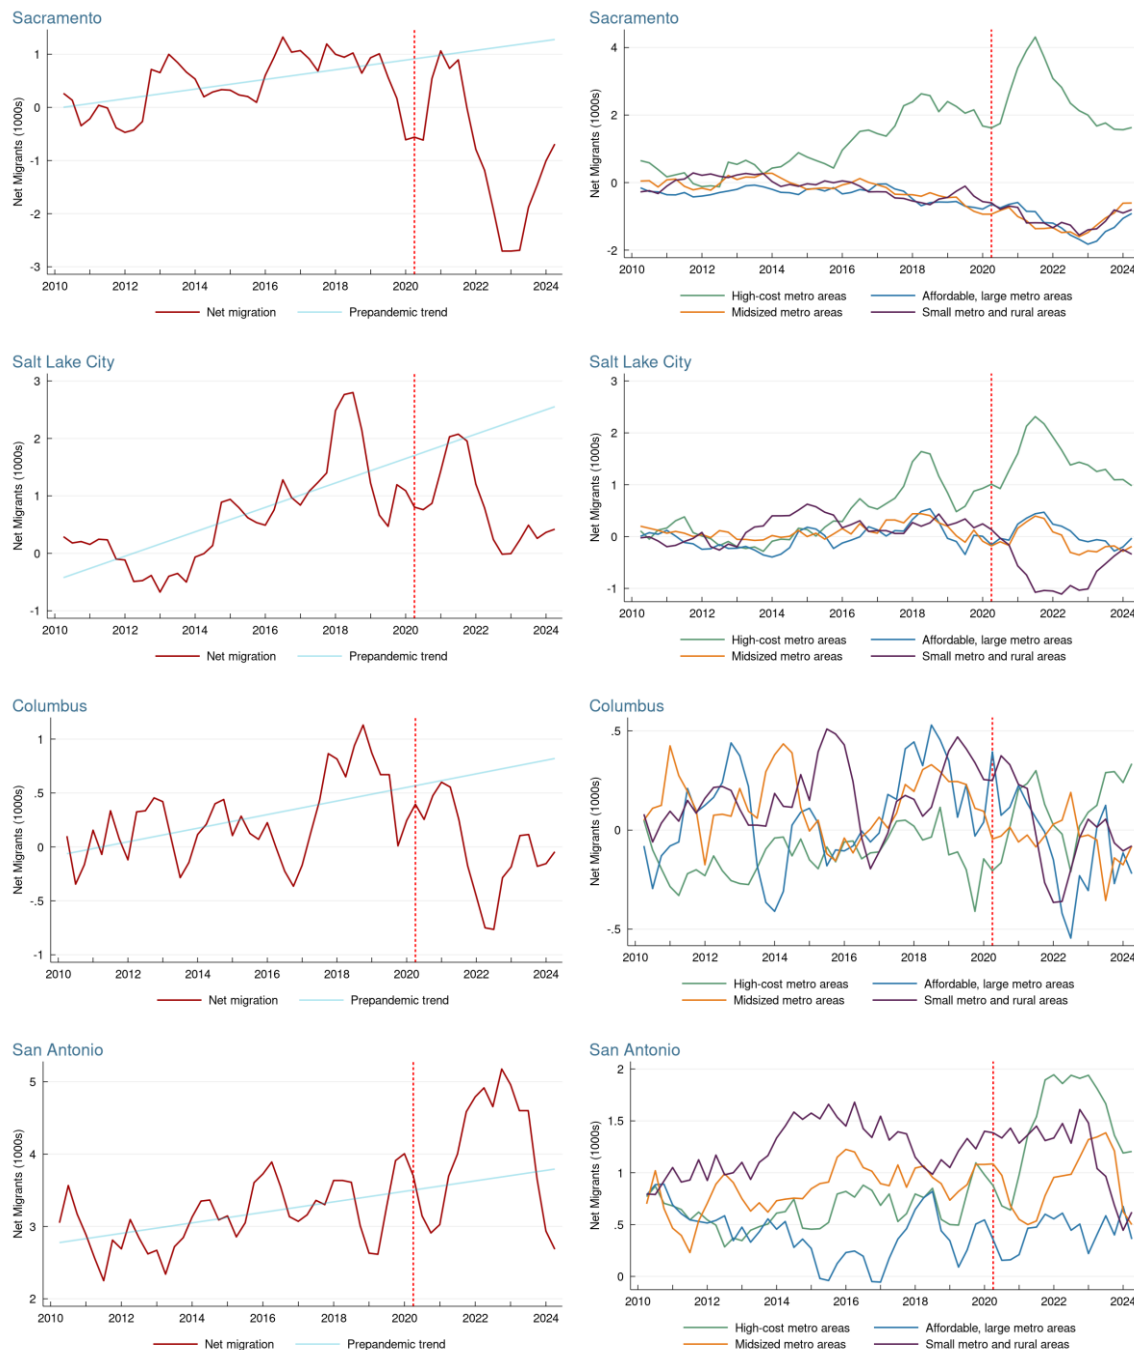 Sacramento
Net Migrants (1000s)
1
0
-1
-2
-3
2010 2012 2014 2016 2018 2020 2022 2024
Net migration Prepandemic trend
Sacramento
Net Migrants (1000s)
4
2
0
-2
2010 2012 2014 2016 2018 2020 2022 2024
High-cost metro areas Affordable, large metro areas
Midsized metro areas Small metro and rural areas
Salt Lake City
Net Migrants (1000s)
3
2
1
0
-1
2010 2012 2014 2016 2018 2020 2022 2024
Net migration Prepandemic trend
Salt Lake City
Net Migrants (1000s)
3
2
1
0
-1
2010 2012 2014 2016 2018 2020 2022 2024
High-cost metro areas Affordable, large metro areas
Midsized metro areas Small metro and rural areas
Columbus
Net Migrants (1000s)
1
.5
0
-.5
-1
2010 2012 2014 2016 2018 2020 2022 2024
Net migration Prepandemic trend
Columbus
Net Migrants (1000s)
.5
0
-.5
2010 2012 2014 2016 2018 2020 2022 2024
High-cost metro areas Affordable, large metro areas
Midsized metro areas Small metro and rural areas
San Antonio
Net Migrants (1000s)
5
4
3
2
2010 2012 2014 2016 2018 2020 2022 2024
Net migration Prepandemic trend
San Antonio
Net Migrants (1000s)
2
1.5
1
.5
0
2010 2012 2014 2016 2018 2020 2022 2024
High-cost metro areas Affordable, large metro areas
Midsized metro areas Small metro and rural areas